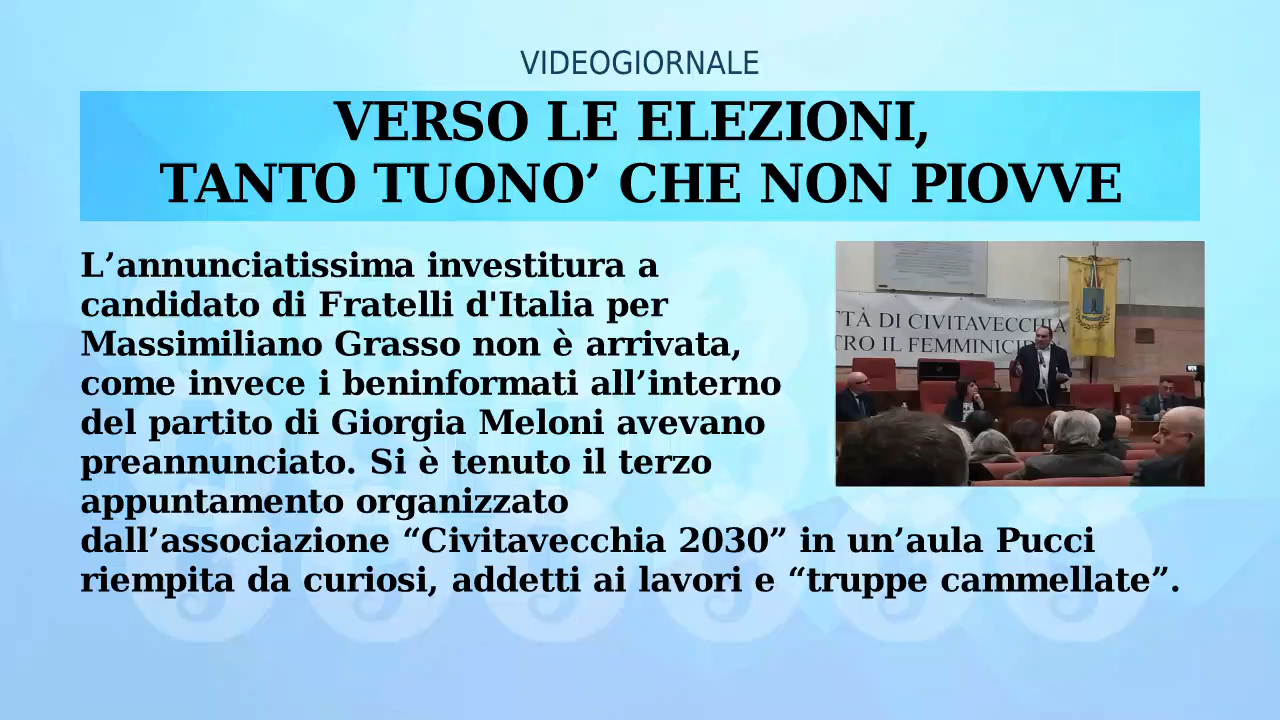 VIDEOGIORNALE
VERSO LE ELEZIONI,
TANTO TUONO’ CHE NON PIOVVE
L’annunciatissima investitura a
candidato di Fratelli d'Italia per
Massimiliano Grasso non è arrivata,
come invece i beninformati all’interno
del partito di Giorgia Meloni avevano
preannunciato. Si è tenuto il terzo
appuntamento organizzato
dall’associazione “Civitavecchia 2030” in un’aula Pucci
riempita da curiosi, addetti ai lavori e “truppe cammellate”.
TTÀ DI CIVITAVECCHIA
TRO IL FEMMINICI